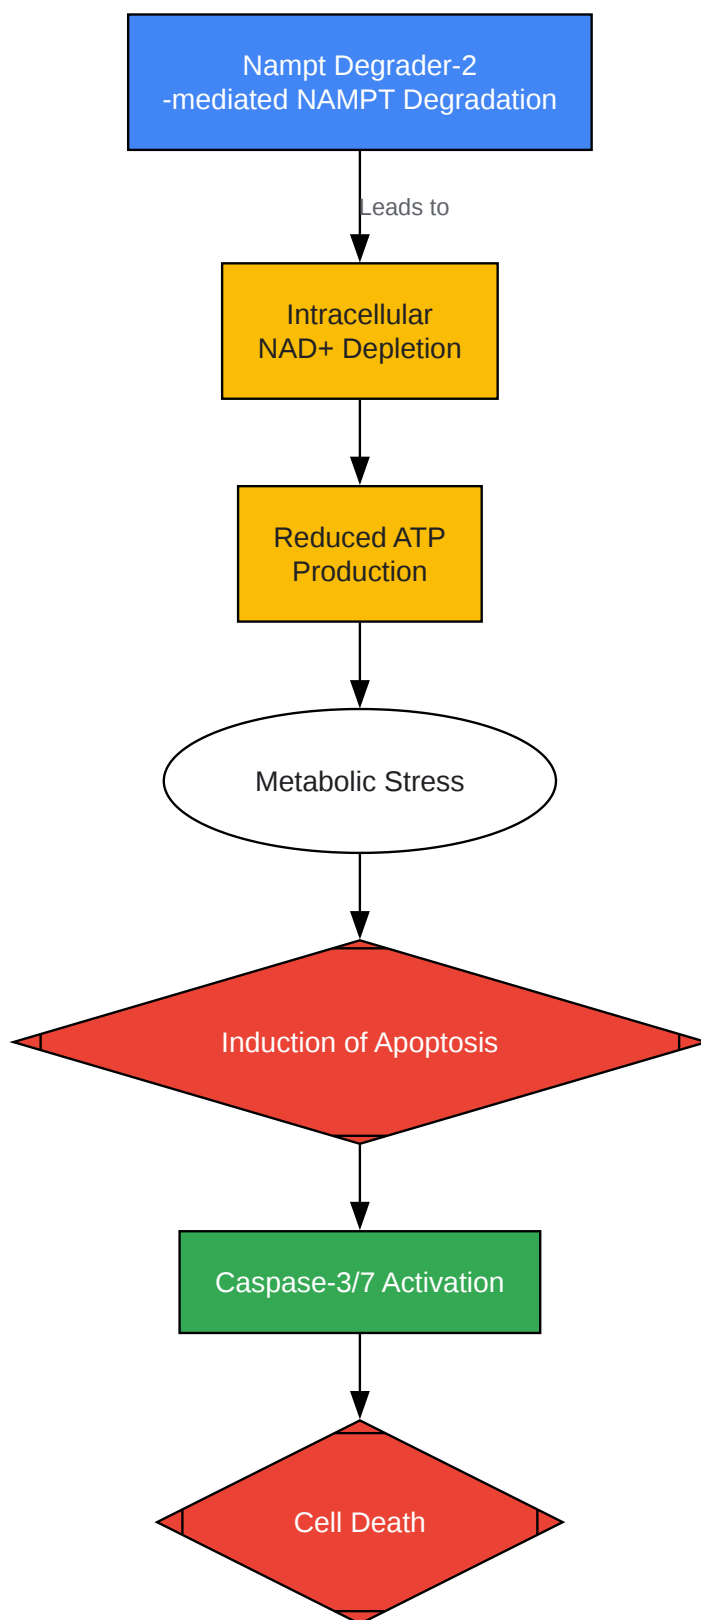 Nampt Degrader-2
-mediated NAMPT Degradation
Leads to
Intracellular
NAD+ Depletion
Reduced ATP
Production
Metabolic Stress
Induction of Apoptosis
Caspase-3/7 Activation
Cell Death